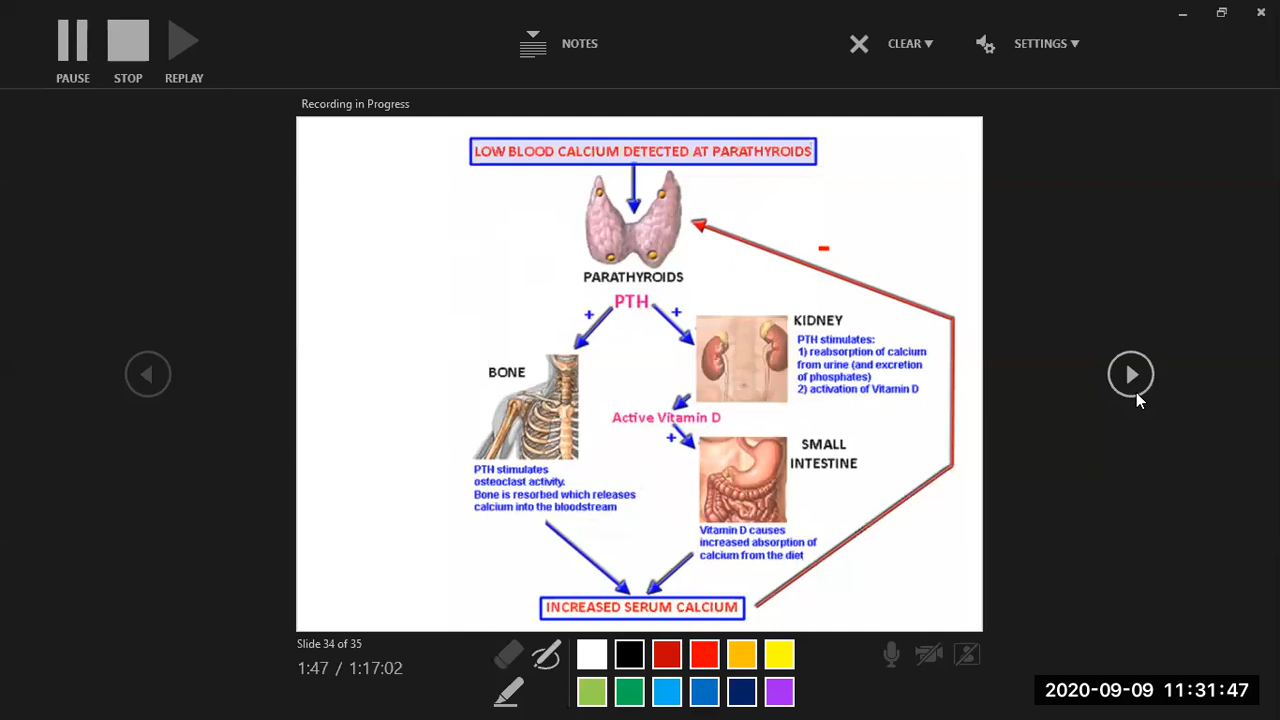 PAUSE
STOP
REPLAY
NOTES
CLEAR
SETTINGS
Recording in Progress
LOW BLOOD CALCIUM DETECTED AT PARATHYROIDS
-
PARATHYROIDS
PTH
+
+
KIDNEY
PTH stimulates:
1) reabsorption of calcium
from urine (and excretion
of phosphates)
2) activation of Vitamin D
BONE
Active Vitamin D
+
SMALL
INTESTINE
PTH stimulates
osteoclast activity.
Bone is resorbed which releases
calcium into the bloodstream
Vitamin D causes
increased absorption of
calcium from the diet
INCREASED SERUM CALCIUM
Slide 34 of 35
1:47 / 1:17:02
2020-09-09 11:31:47